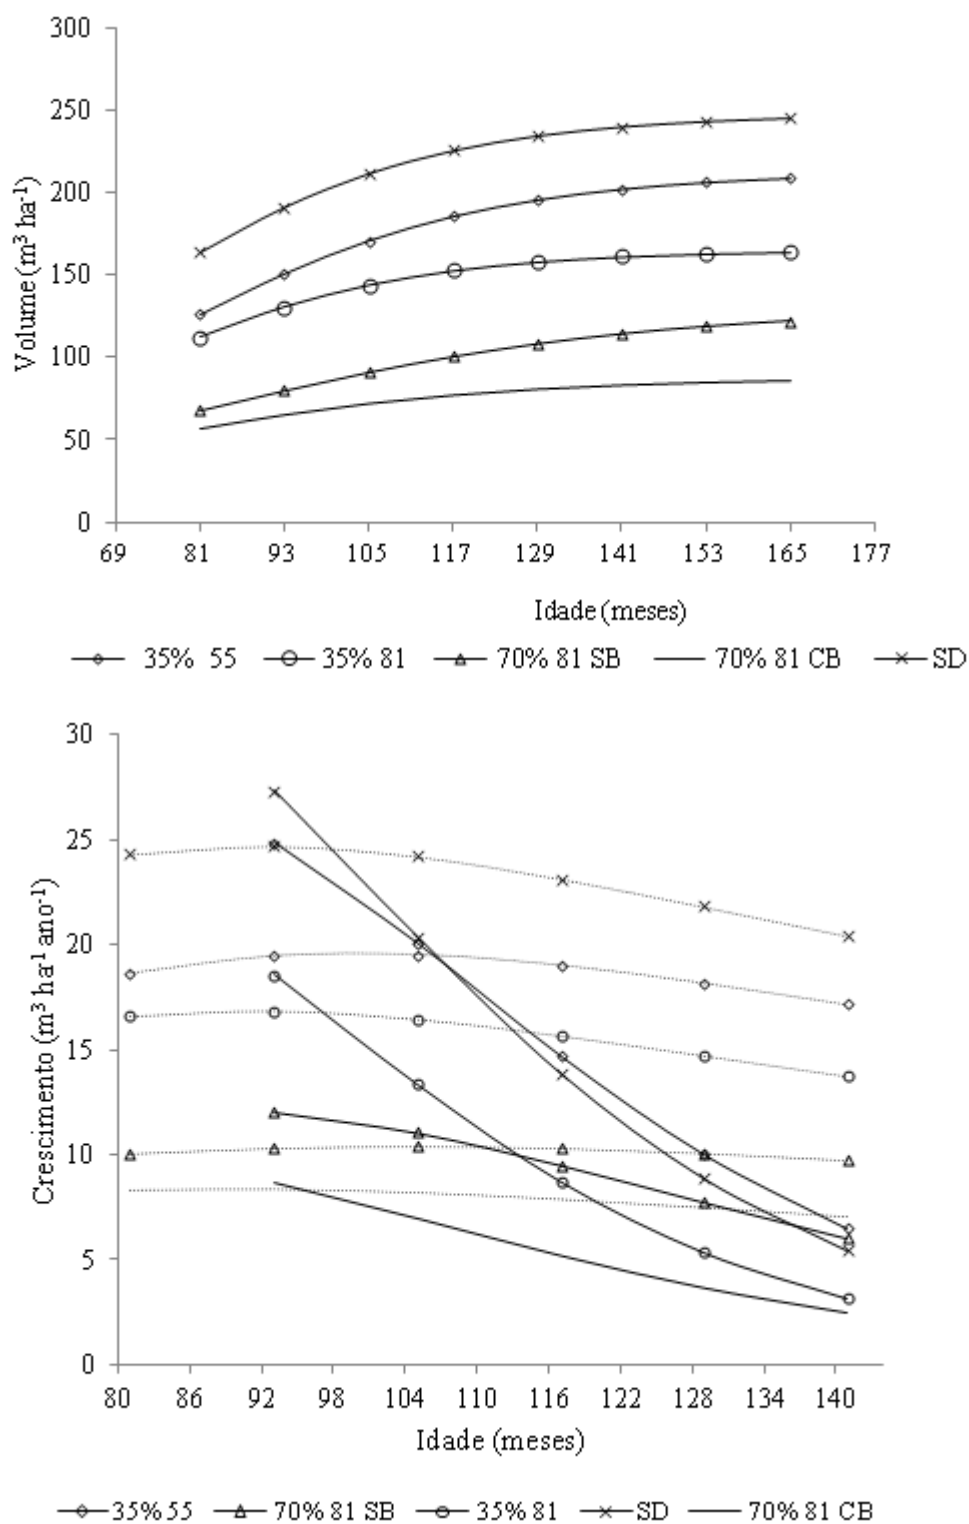 300
250
200
150
100
50
0
Volume (m³ ha⁻¹)
69 81 93 105 117 129 141 153 165 177
Idade (meses)
35% 55 35% 81 70% 81 SB 70% 81 CB SD
30
25
20
15
10
5
0
Crescimento (m³ ha⁻¹ ano⁻¹)
80 86 92 98 104 110 116 122 128 134 140
Idade (meses)
35% 55 70% 81 SB 35% 81 SD 70% 81 CB